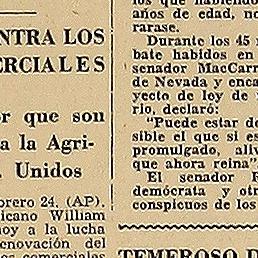 NTRA LOS
ERCIALES
or que son
a la Agri-
Unidos
brero 24. (AP).
icano William
hoy a la lucha
enovación del
los que habiendo
años de edad, no
rarase.
Durante los 45 m
bate habidos en
senador MacCarr
de Nevada y enca
yecto de ley de
rlo, declaró:
"Puede estar de
sible el que si es
promulgado, aliv
que ahora reina"
El senador R
demócrata y otr
conspicuos de los
TEMEROSO D